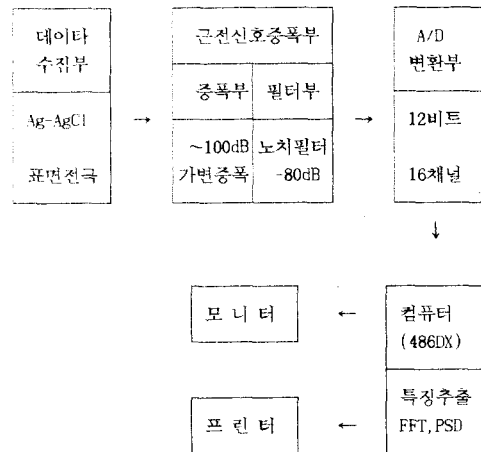 데이타
수집부
Ag-AgCl
표면전극
→
근전신호증폭부
증폭부 필터부
~100dB 노치필터
가변증폭 -80dB
→
A/D
변환부
12비트
16채널
↓
모니터
←
컴퓨터
(486DX)
프린터
←
특징추출
FFT,PSD